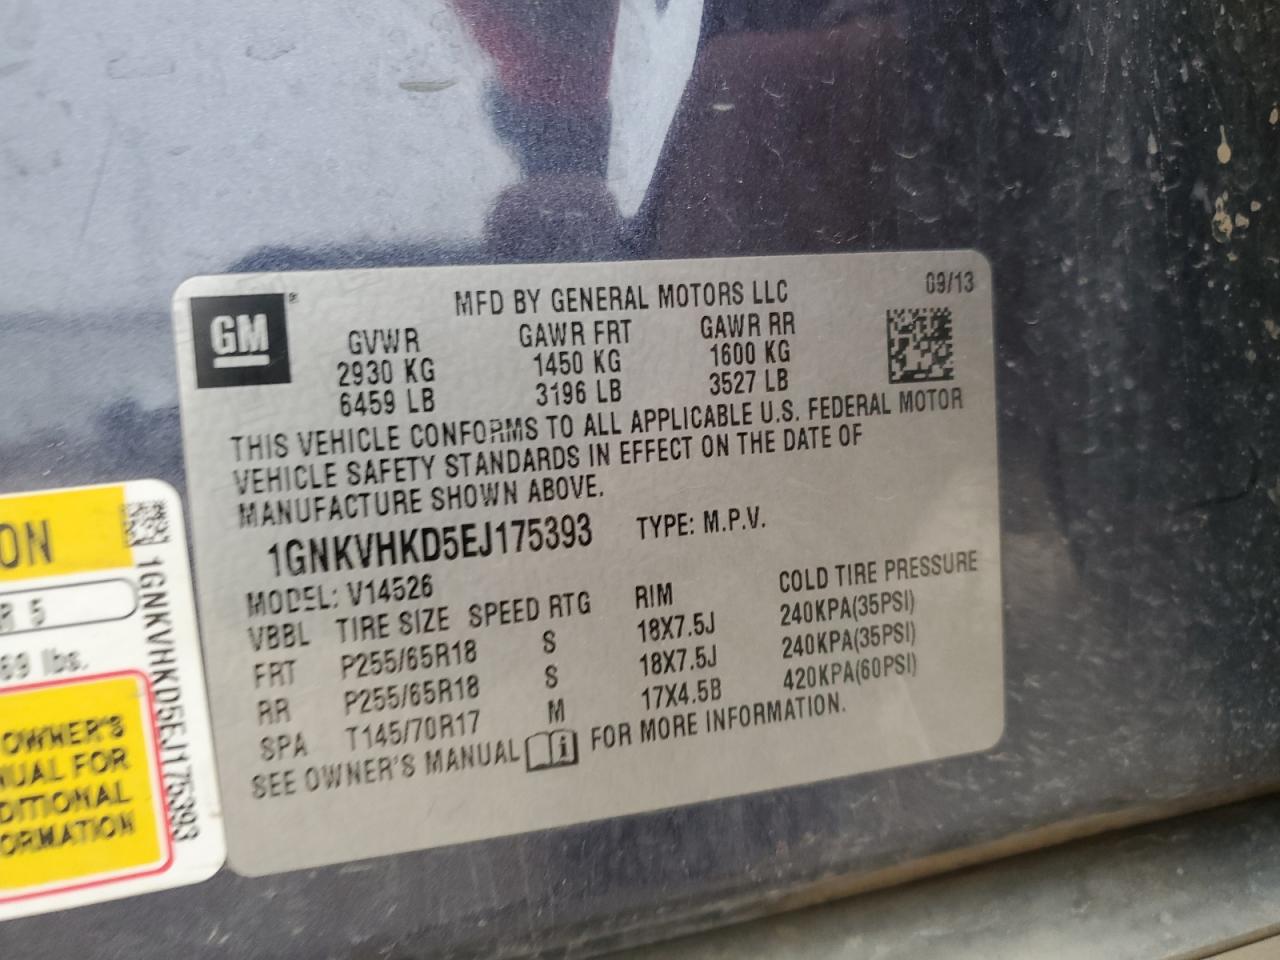 GM
®
MFD BY GENERAL MOTORS LLC
09/13
GVWR GAWR FRT GAWR RR
2930 KG 1450 KG 1600 KG
6459 LB 3196 LB 3527 LB
THIS VEHICLE CONFORMS TO ALL APPLICABLE U.S. FEDERAL MOTOR
VEHICLE SAFETY STANDARDS IN EFFECT ON THE DATE OF
MANUFACTURE SHOWN ABOVE.
1GNKVHKD5EJ175393 TYPE: M.P.V.
MODEL: V14526
VBBL TIRE SIZE SPEED RTG RIM COLD TIRE PRESSURE
FRT P255/65R18 S 18X7.5J 240KPA(35PSI)
RR P255/65R18 S 18X7.5J 240KPA(35PSI)
SPA T145/70R17 M 17X4.5B 420KPA(60PSI)
SEE OWNER'S MANUAL i FOR MORE INFORMATION.
ON
R 5
69 lbs.
OWNER'S
NUAL FOR
DITIONAL
ORMATION
1GNKVHKD5EJ175393